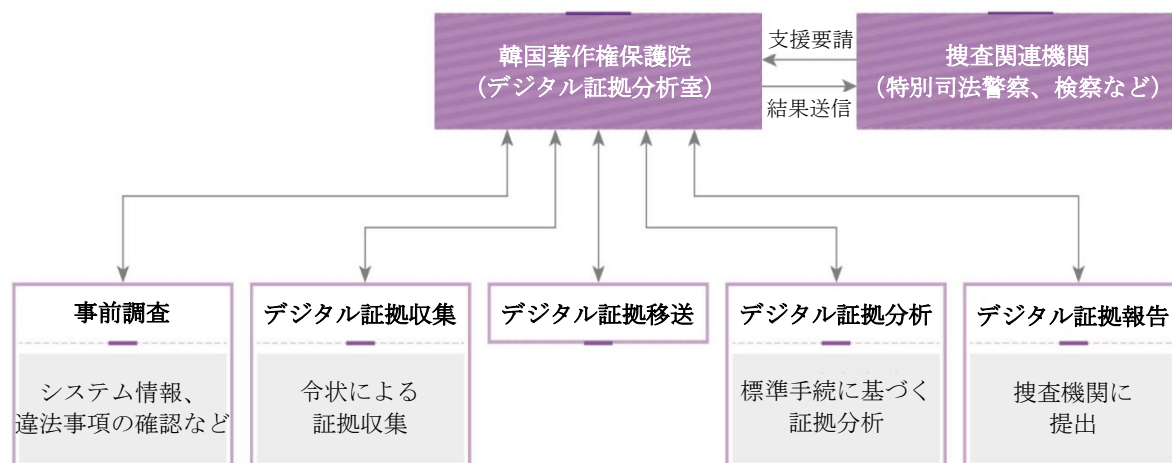 韓国著作権保護院
（デジタル証拠分析室）
支援要請
結果送信
捜査関連機関
（特別司法警察、検察など）
事前調査
システム情報、
違法事項の確認など
デジタル証拠収集
令状による
証拠収集
デジタル証拠移送
デジタル証拠分析
標準手続に基づく
証拠分析
デジタル証拠報告
捜査機関に
提出